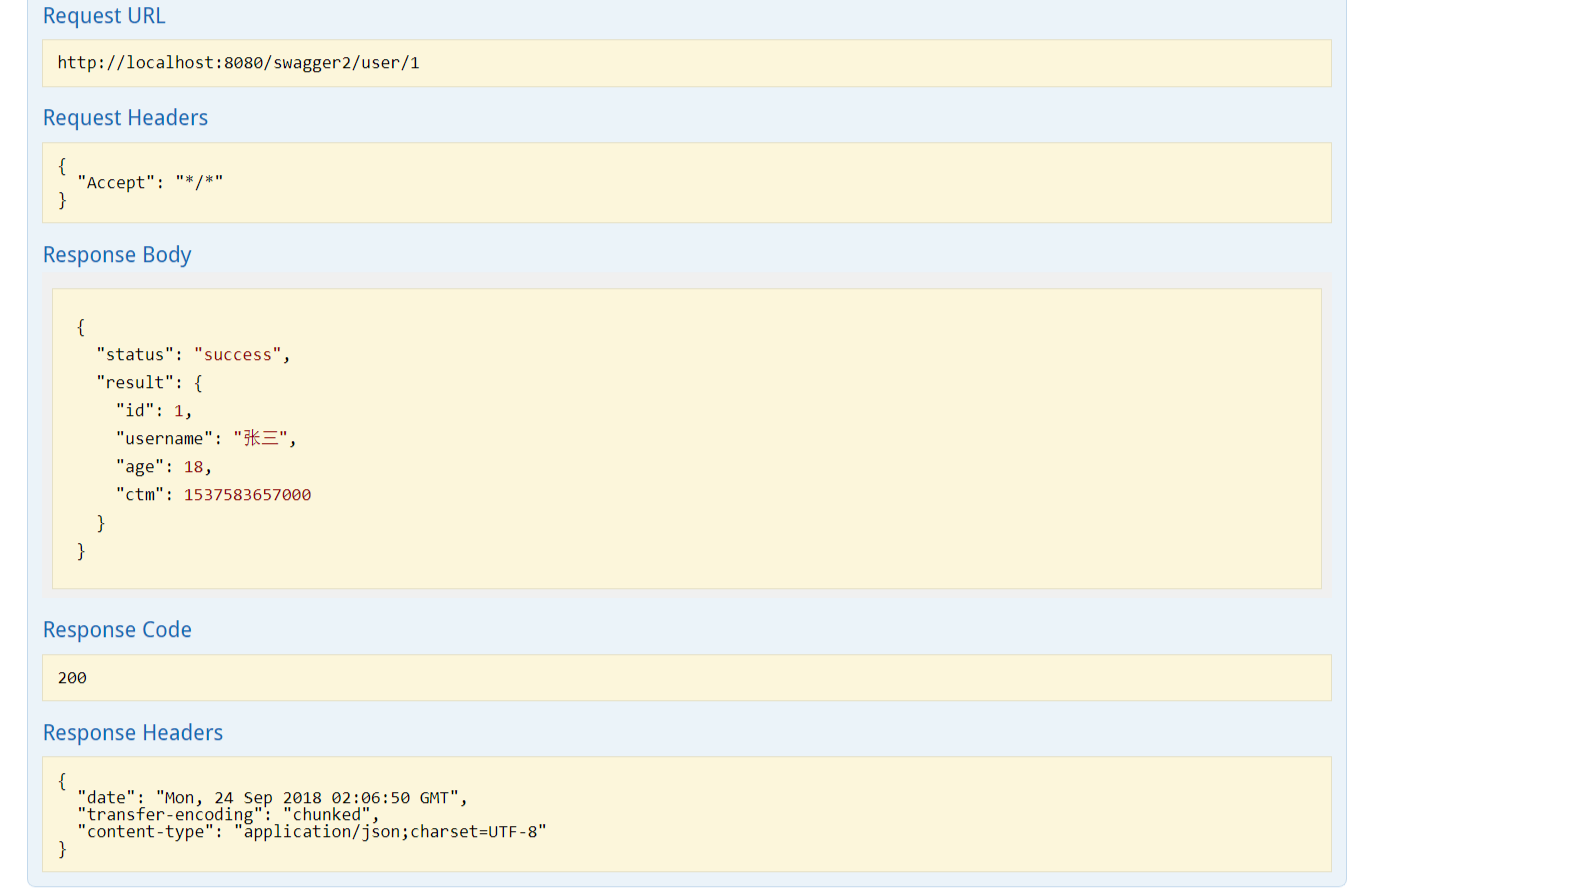 Request URL
http://localhost:8080/swagger2/user/1
Request Headers
{
  "Accept": "*/*"
}
Response Body
{
  "status": "success",
  "result": {
    "id": 1,
    "username": "张三",
    "age": 18,
    "ctm": 1537583657000
  }
}
Response Code
200
Response Headers
{
  "date": "Mon, 24 Sep 2018 02:06:50 GMT",
  "transfer-encoding": "chunked",
  "content-type": "application/json;charset=UTF-8"
}